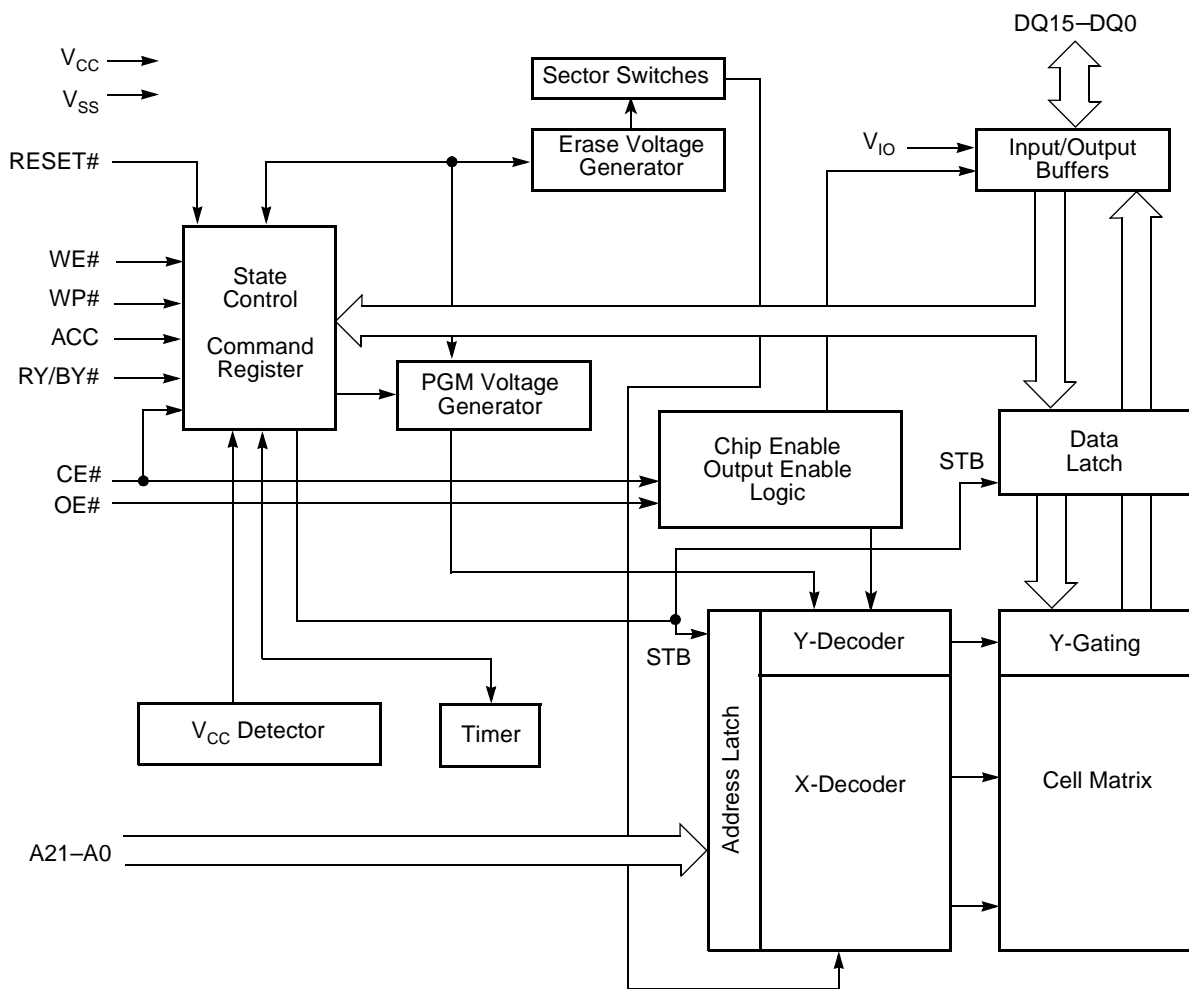 DQ15–DQ0
VCC
Sector Switches
VSS
Erase Voltage
Generator
VIO
Input/Output
Buffers
RESET#
WE#
WP#
ACC
RY/BY#
State
Control
Command
Register
PGM Voltage
Generator
Chip Enable
Output Enable
Logic
STB
Data
Latch
CE#
OE#
STB
Y-Decoder
Y-Gating
VCC Detector
Timer
Address Latch
X-Decoder
Cell Matrix
A21–A0